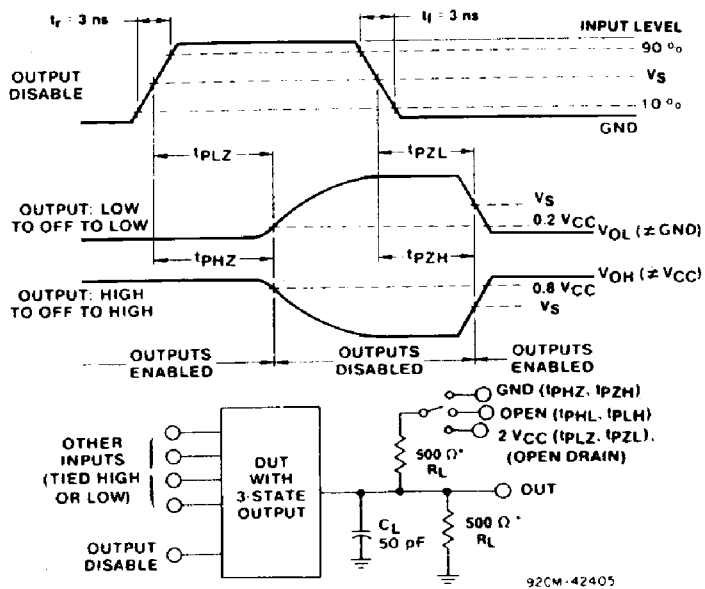 tr = 3 ns
tf = 3 ns
INPUT LEVEL
90 %
OUTPUT
DISABLE
VS
10 %
GND
tPLZ
tPZL
OUTPUT: LOW
TO OFF TO LOW
VS
0.2 VCC
VOL (≠ GND)
tPHZ
tPZH
VOH (≠ VCC)
OUTPUT: HIGH
TO OFF TO HIGH
0.8 VCC
VS
OUTPUTS
ENABLED
OUTPUTS
DISABLED
OUTPUTS
ENABLED
GND (tPHZ, tPZH)
OPEN (tPHL, tPLH)
2 VCC (tPLZ, tPZL),
(OPEN DRAIN)
OTHER
INPUTS
(TIED HIGH
OR LOW)
DUT WITH
3-STATE
OUTPUT
500 Ω*
RL
OUT
CL
50 pF
500 Ω*
RL
OUTPUT
DISABLE
92CM-42405